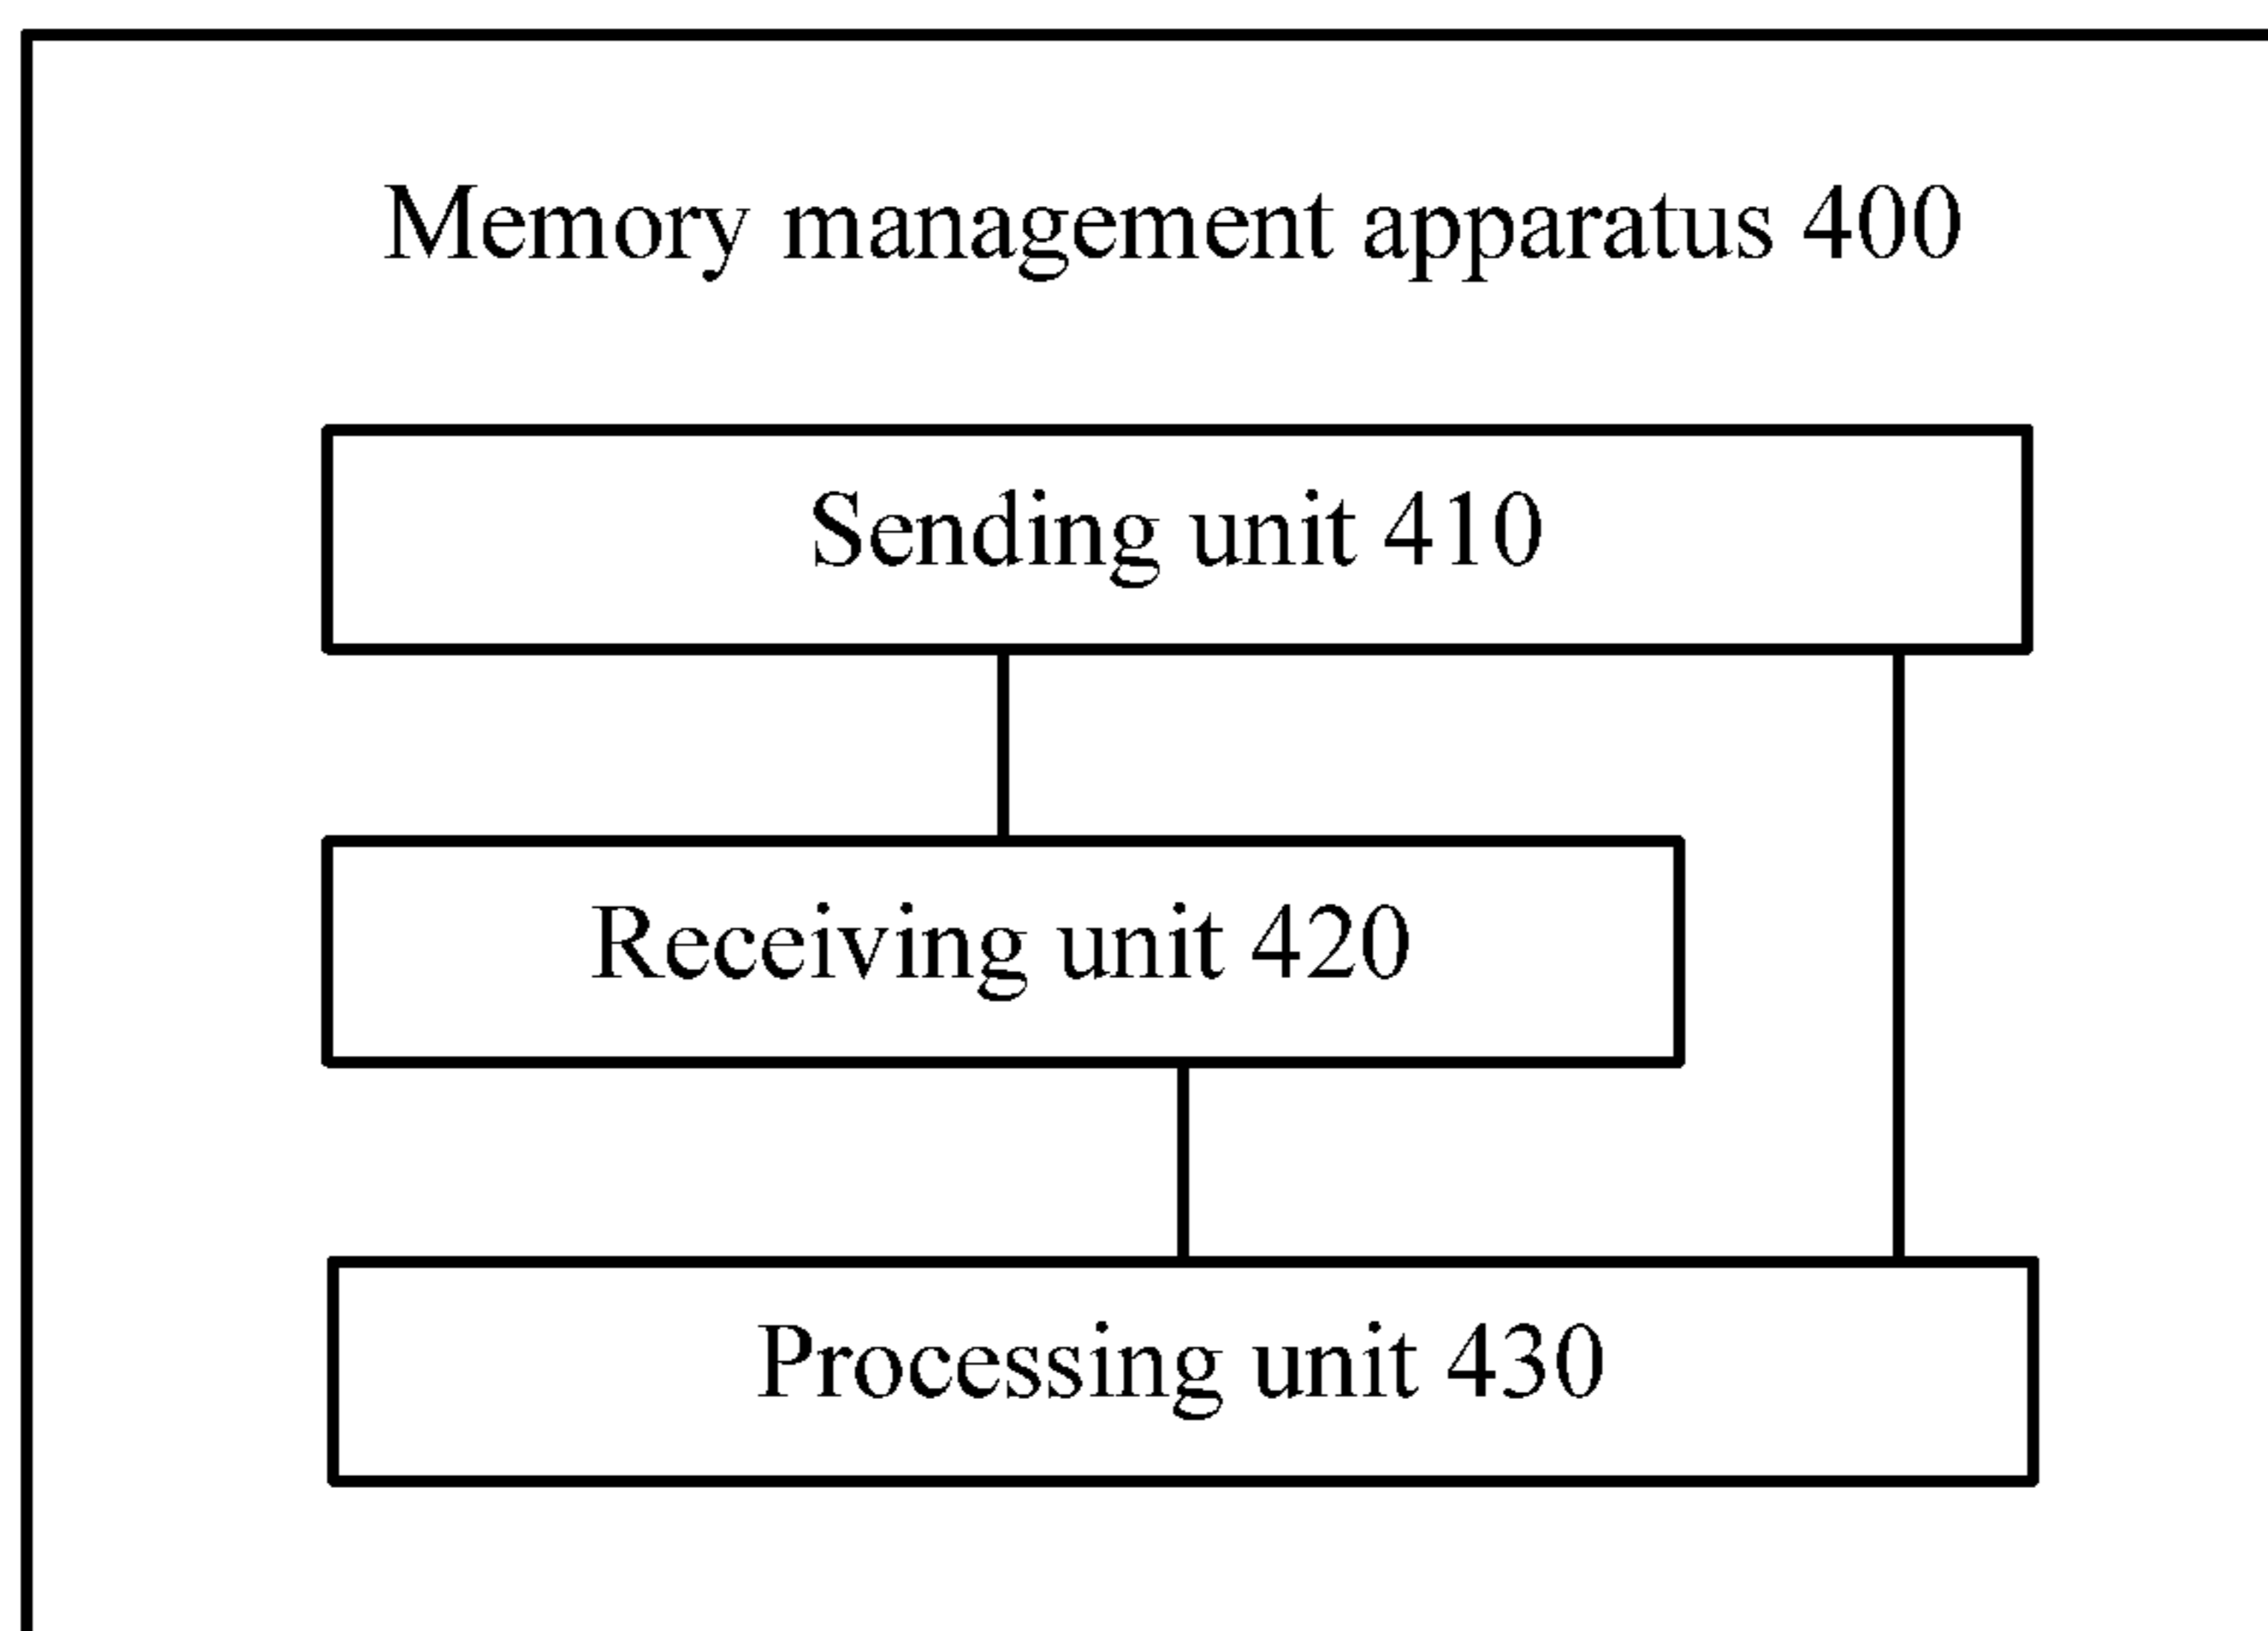 Memory management apparatus 400
Sending unit 410
Receiving unit 420
Processing unit 430